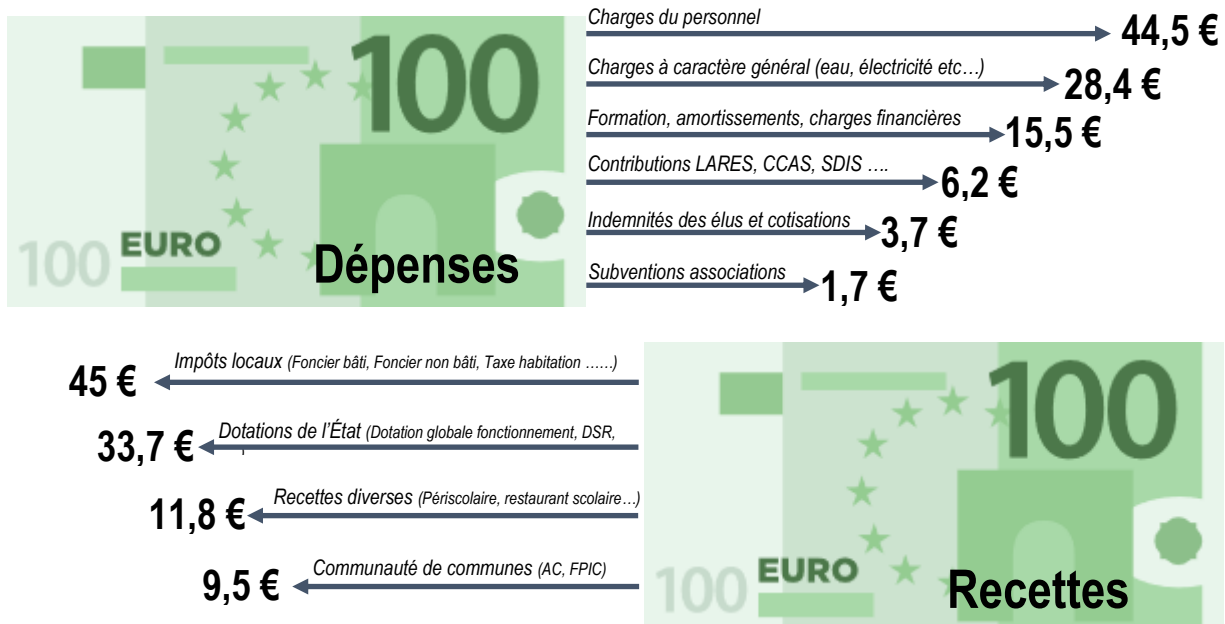 100
100
EURO
Dépenses
Charges du personnel
44,5 €
Charges à caractère général (eau, électricité etc…)
28,4 €
Formation, amortissements, charges financières
15,5 €
Contributions LARES, CCAS, SDIS ….
6,2 €
Indemnités des élus et cotisations
3,7 €
Subventions associations
1,7 €
Impôts locaux (Foncier bâti, Foncier non bâti, Taxe habitation ……)
45 €
Dotations de l’État (Dotation globale fonctionnement, DSR,
33,7 €
Recettes diverses (Périscolaire, restaurant scolaire…)
11,8 €
Communauté de communes (AC, FPIC)
9,5 €
100
100
EURO
Recettes